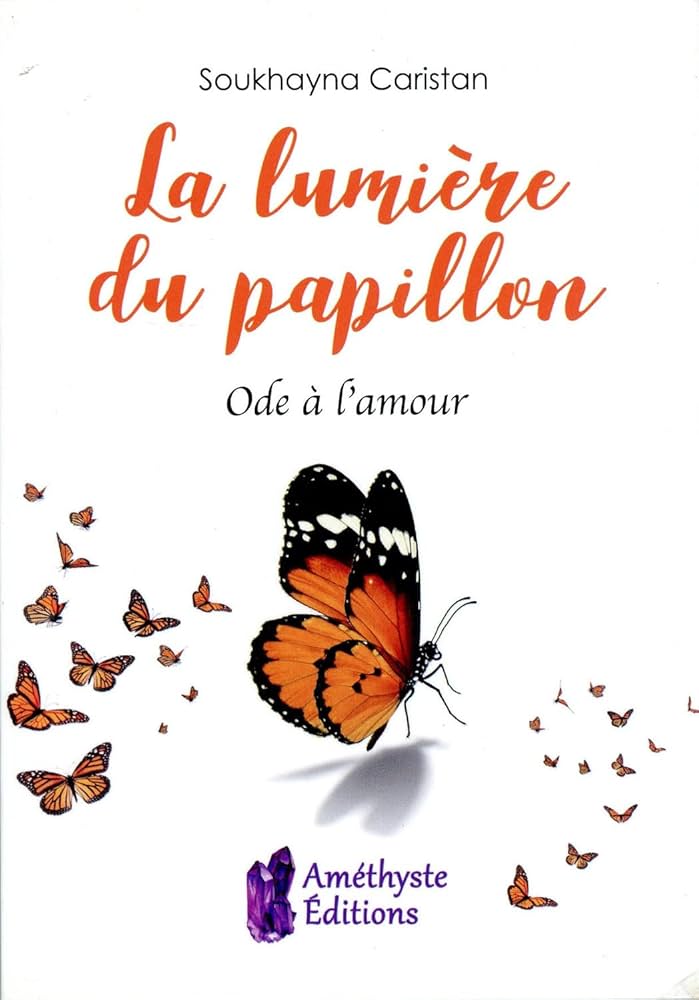 Soukhayna Caristan
La lumière
du papillon
Ode à l'amour
Améthyste
Éditions